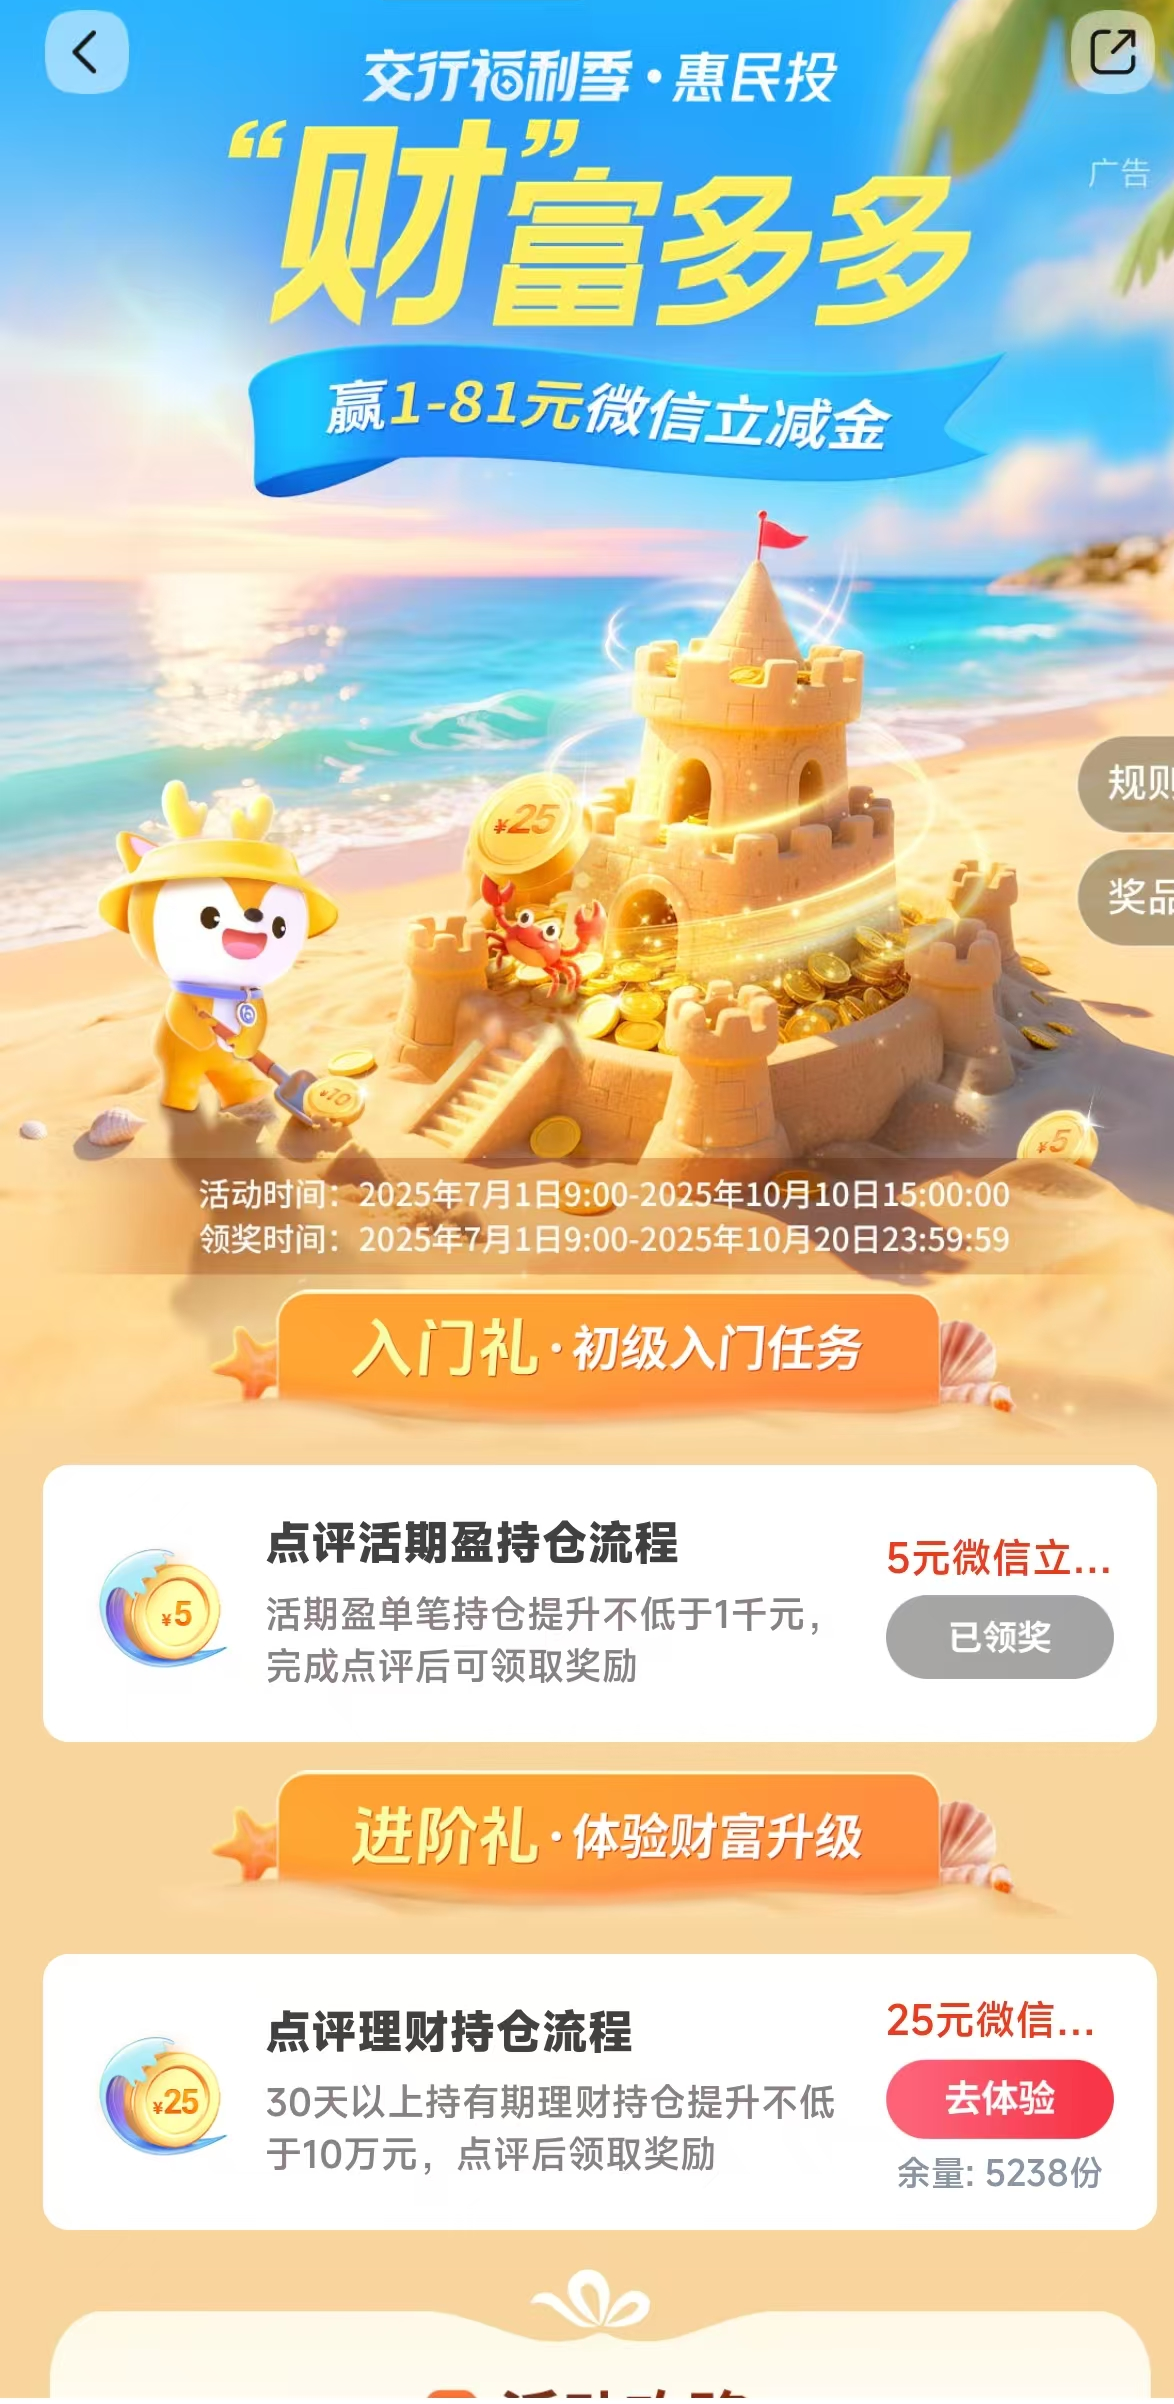 交行福利季·惠民投
“财”富多多
广告
赢1-81元微信立减金
¥25
规则
奖品
¥10
¥5
活动时间：2025年7月1日9:00-2025年10月10日15:00:00
领奖时间：2025年7月1日9:00-2025年10月20日23:59:59
入门礼·初级入门任务
点评活期盈持仓流程
¥5
活期盈单笔持仓提升不低于1千元，
完成点评后可领取奖励
5元微信立...
已领奖
进阶礼·体验财富升级
点评理财持仓流程
¥25
30天以上持有期理财持仓提升不低
于10万元，点评后领取奖励
25元微信...
去体验
余量: 5238份